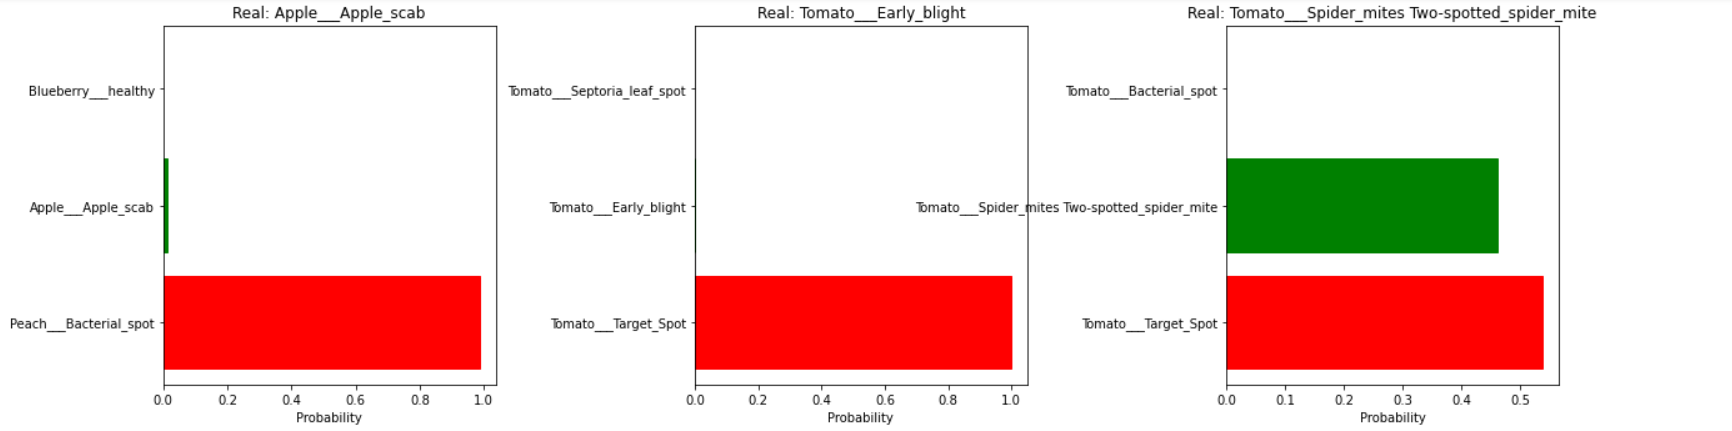 Real: Apple___Apple_scab
Blueberry___healthy
Apple___Apple_scab
Peach___Bacterial_spot
0.0 0.2 0.4 0.6 0.8 1.0
Probability
Real: Tomato___Early_blight
Tomato___Septoria_leaf_spot
Tomato___Early_blight
Tomato___Target_Spot
0.0 0.2 0.4 0.6 0.8 1.0
Probability
Real: Tomato___Spider_mites Two-spotted_spider_mite
Tomato___Bacterial_spot
Tomato___Spider_mites Two-spotted_spider_mite
Tomato___Target_Spot
0.0 0.1 0.2 0.3 0.4 0.5
Probability